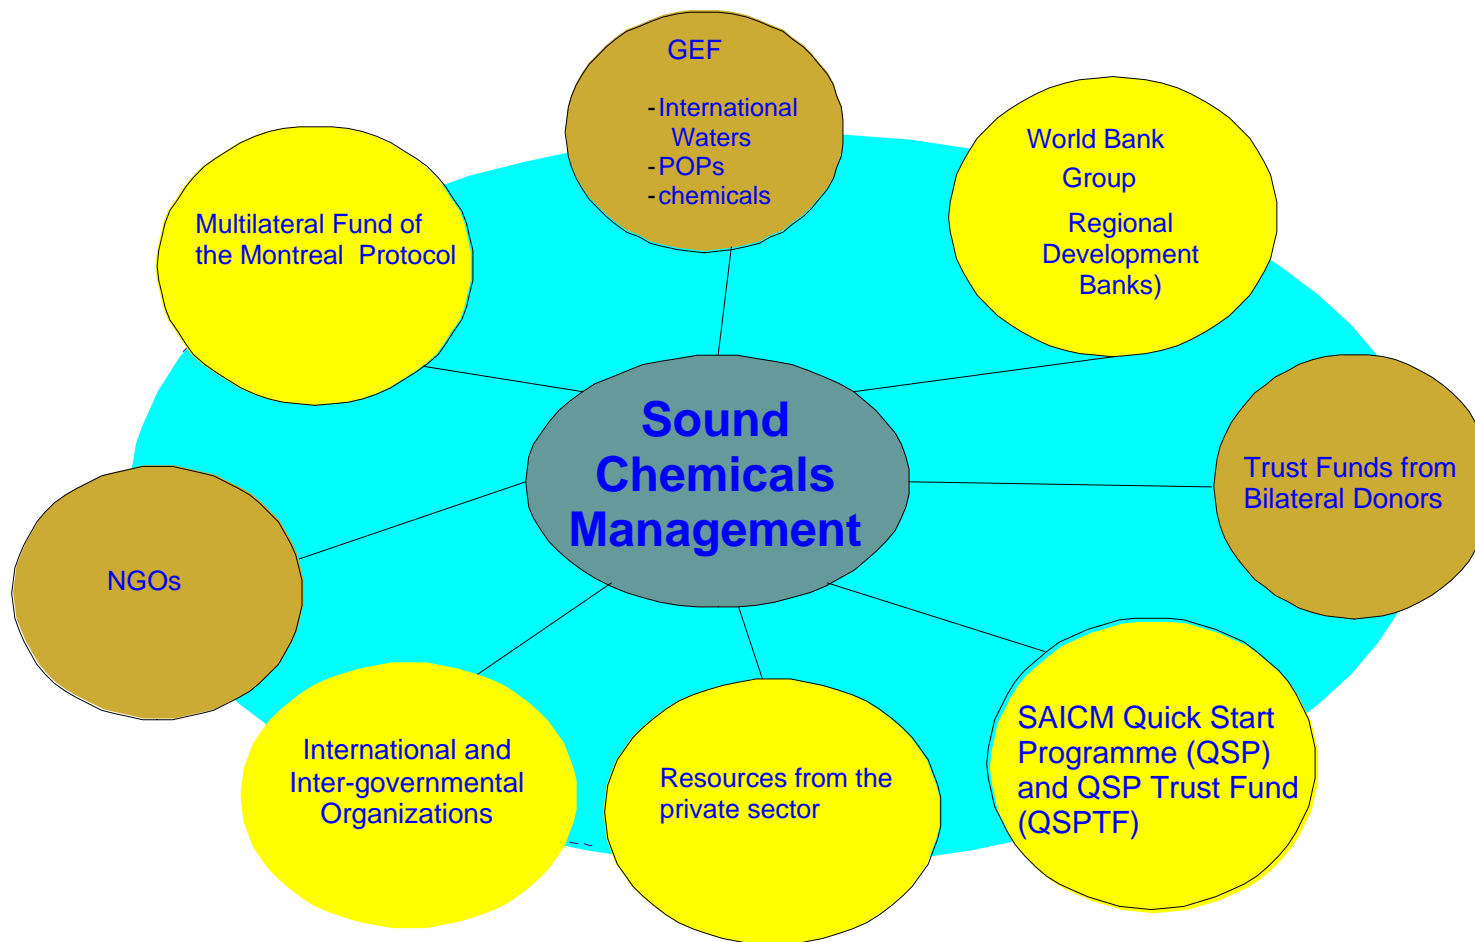 GEF
-International
Waters
-POPs
-chemicals
World Bank
Group
Regional
Development
Banks)
Multilateral Fund of
the Montreal Protocol
Sound
Chemicals
Management
Trust Funds from
Bilateral Donors
NGOs
SAICM Quick Start
Programme (QSP)
and QSP Trust Fund
(QSPTF)
International and
Inter-governmental
Organizations
Resources from the
private sector